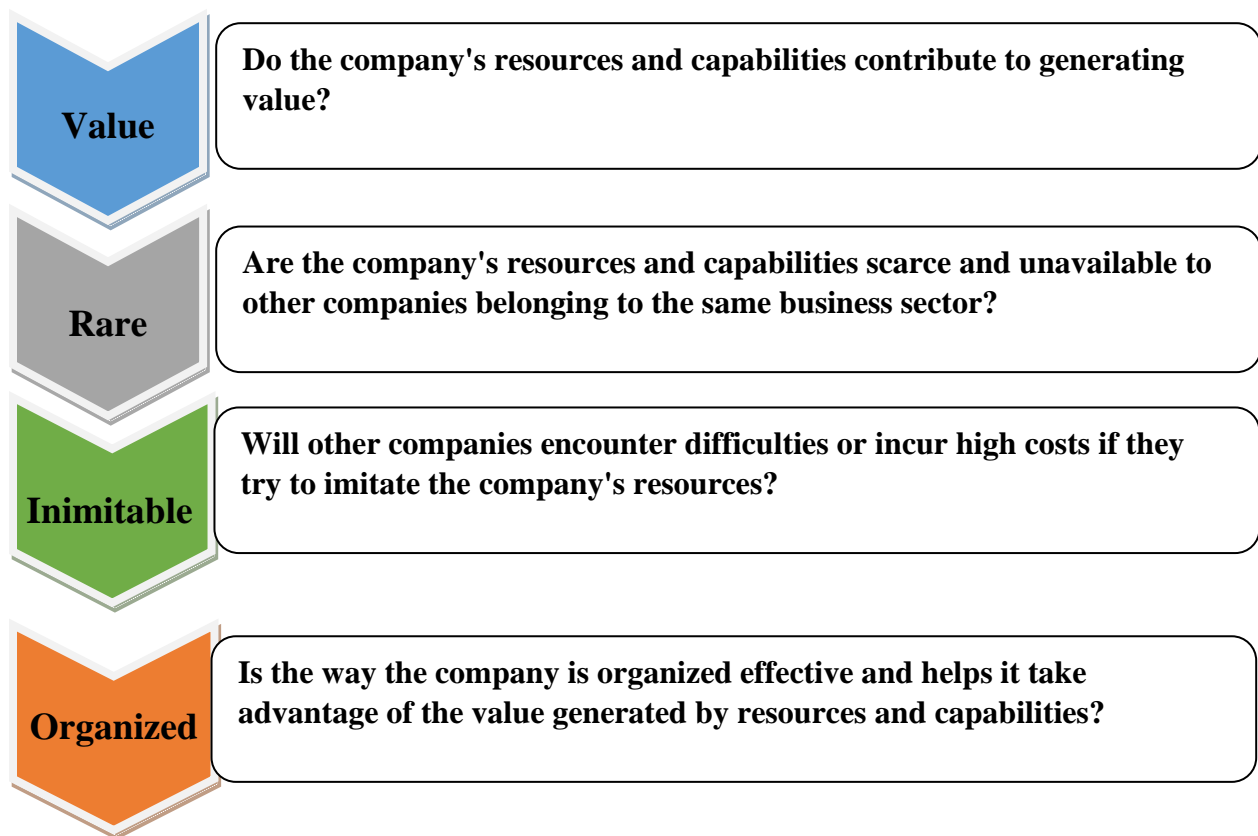 Value
Do the company's resources and capabilities contribute to generating
value?
Rare
Are the company's resources and capabilities scarce and unavailable to
other companies belonging to the same business sector?
Inimitable
Will other companies encounter difficulties or incur high costs if they
try to imitate the company's resources?
Organized
Is the way the company is organized effective and helps it take
advantage of the value generated by resources and capabilities?